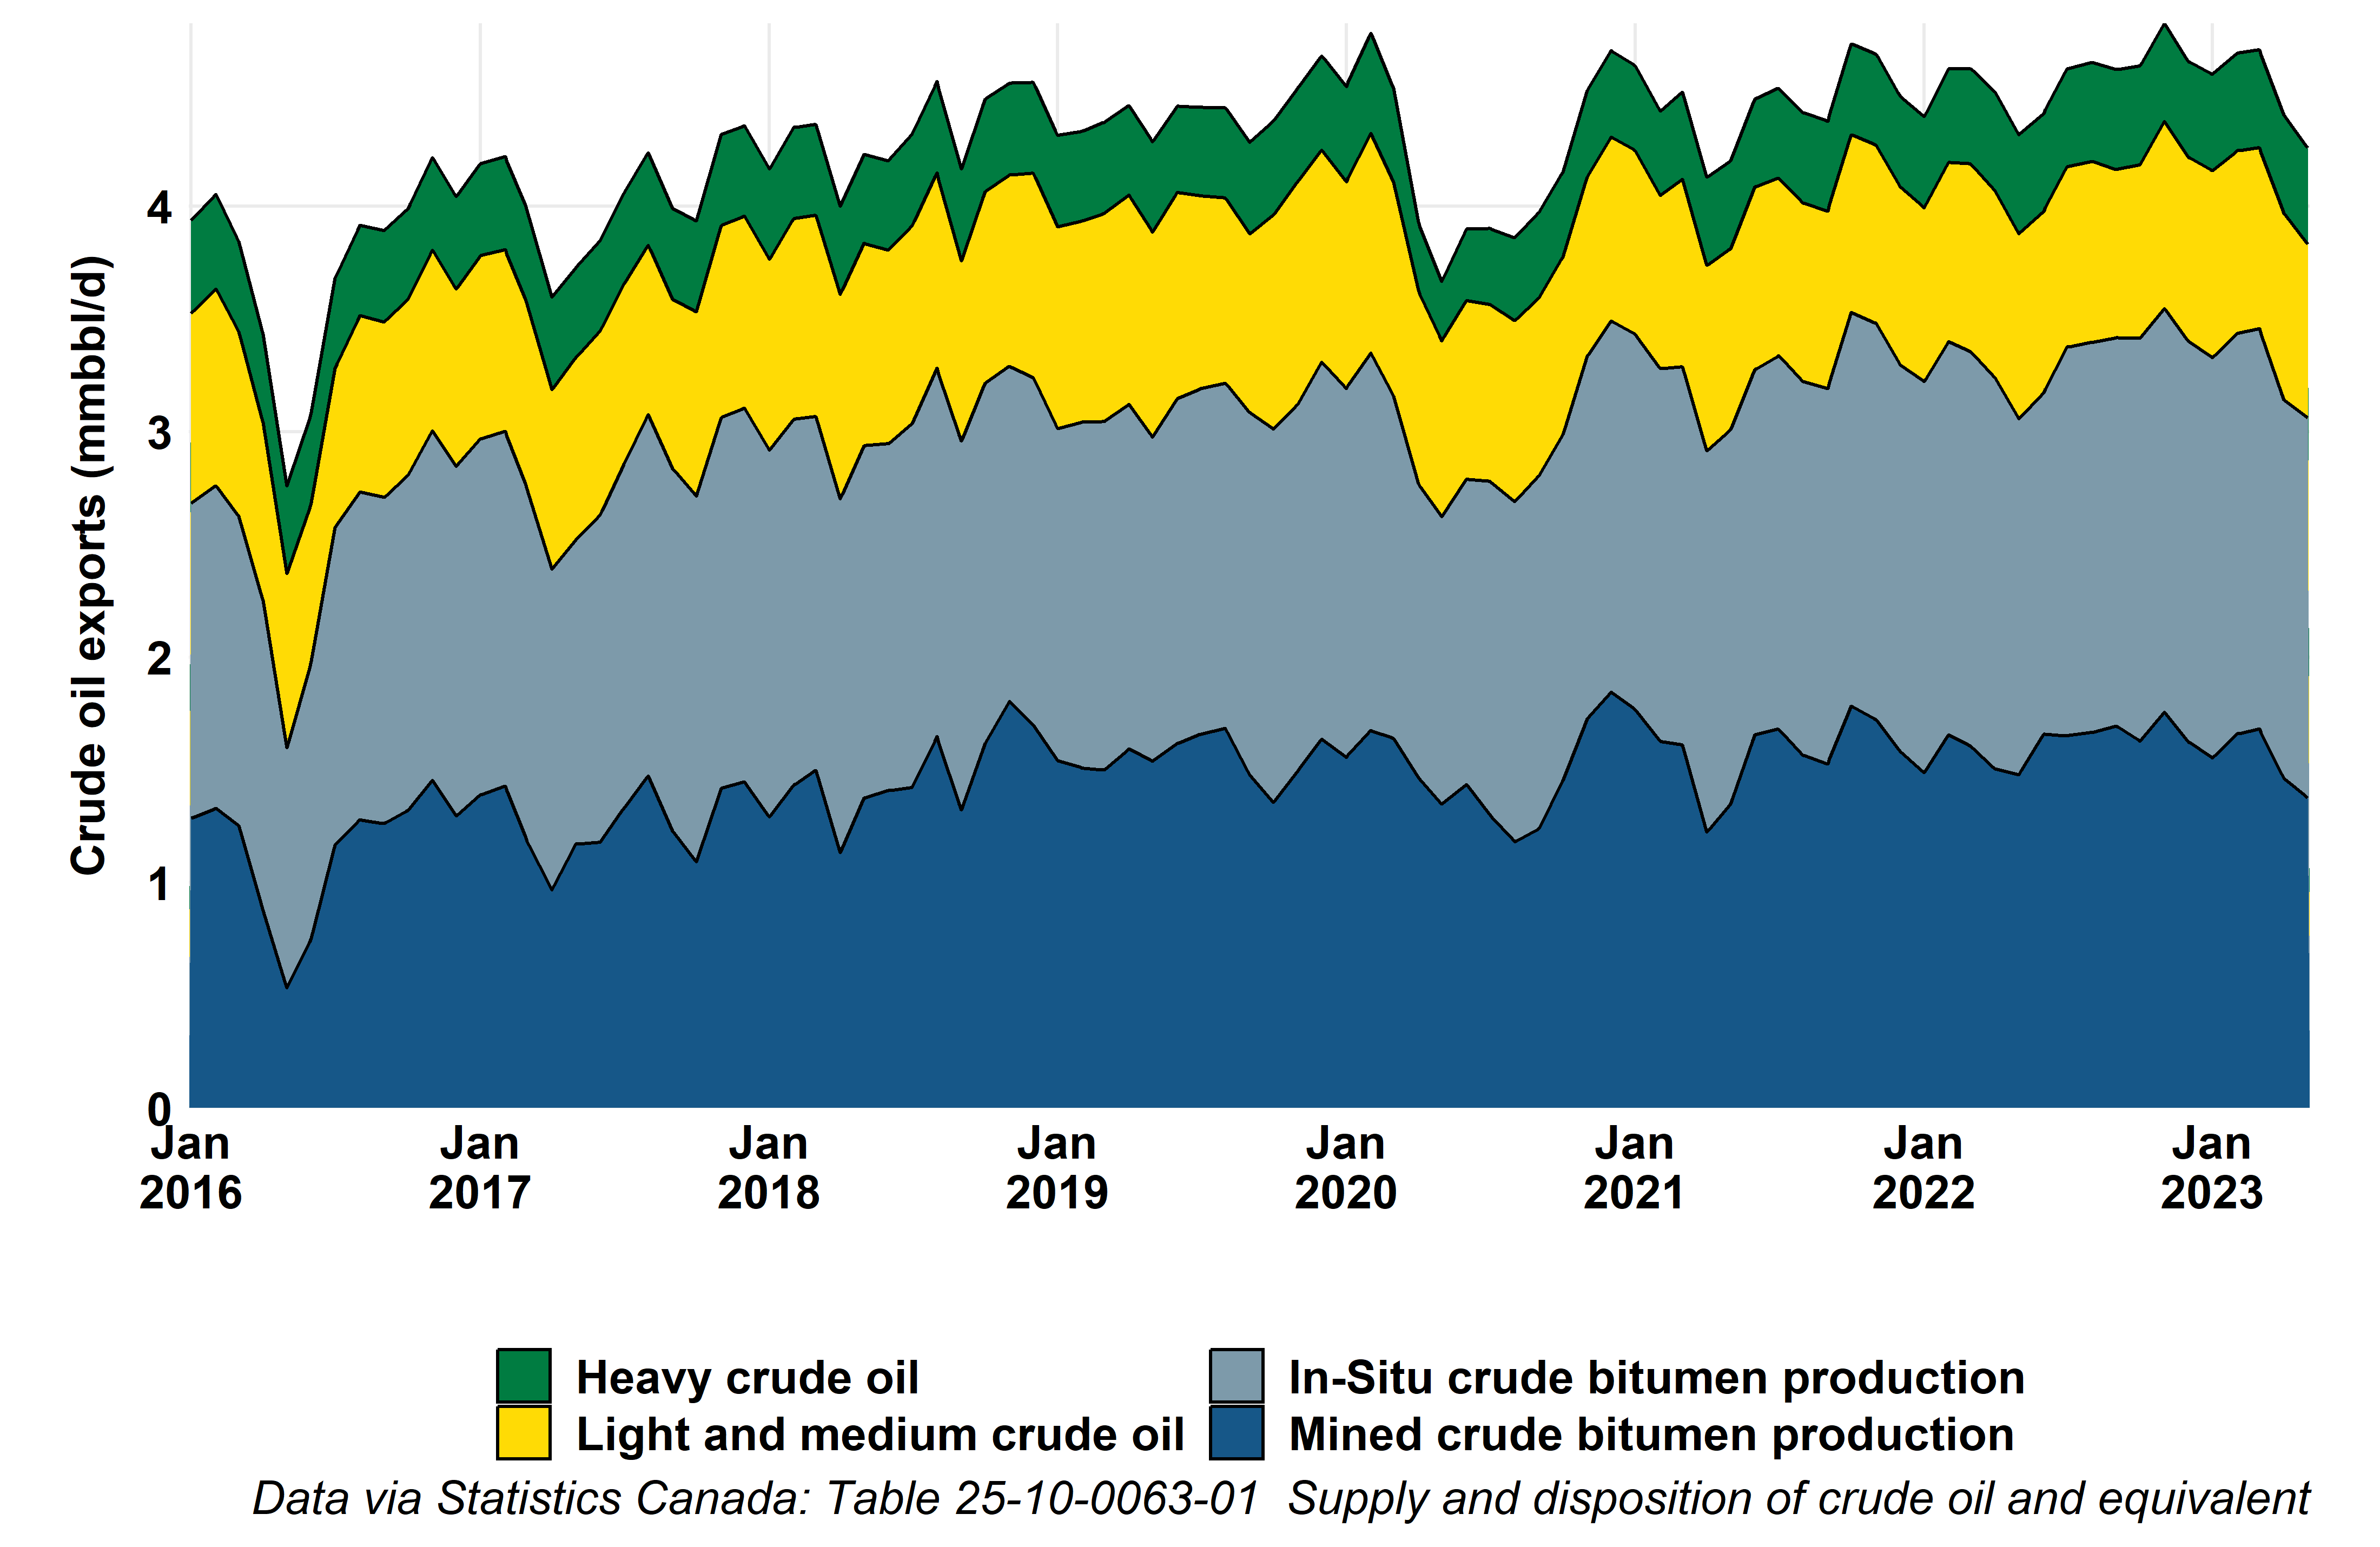 Crude oil exports (mmbbl/d)
4
3
2
1
0
Jan Jan Jan Jan Jan Jan Jan Jan
2016 2017 2018 2019 2020 2021 2022 2023
Heavy crude oil In-Situ crude bitumen production
Light and medium crude oil Mined crude bitumen production
Data via Statistics Canada: Table 25-10-0063-01 Supply and disposition of crude oil and equivalent